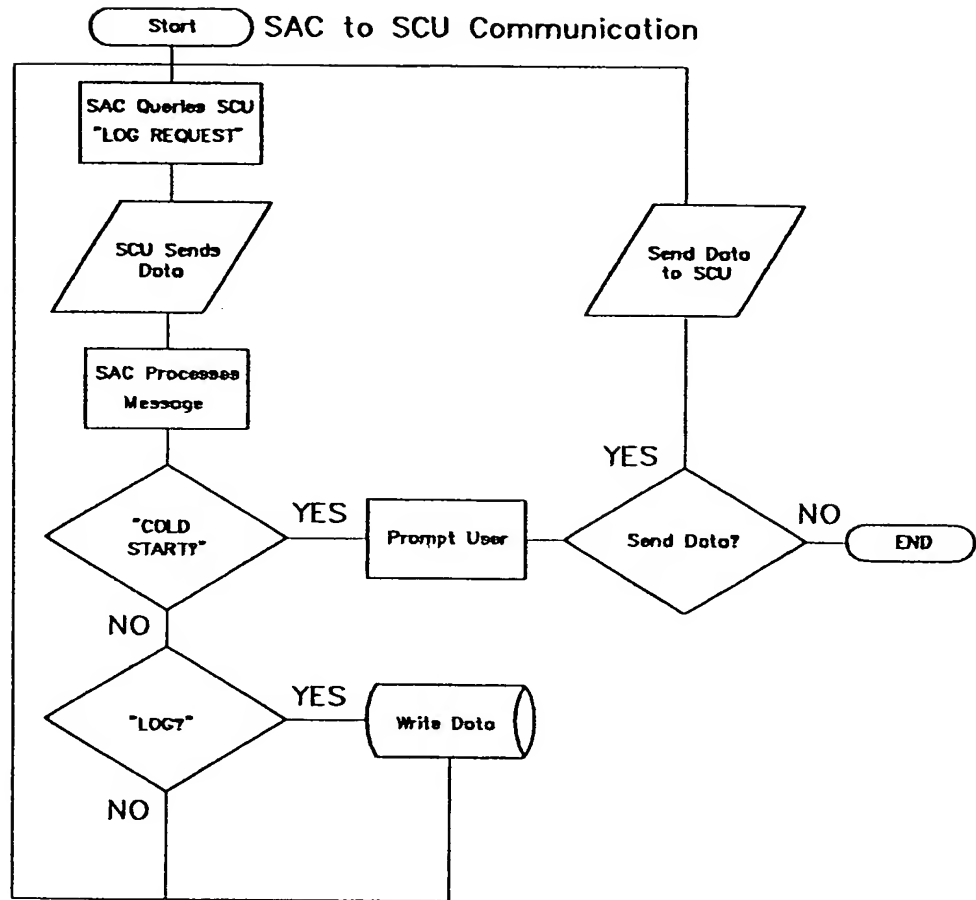 Start
SAC to SCU Communication
SAC Queries SCU
"LOG REQUEST"
SCU Sends
Data
Send Data
to SCU
SAC Processes
Message
YES
"COLD
START?"
YES
Prompt User
Send Data?
NO
END
NO
"LOG?"
YES
Write Data
NO